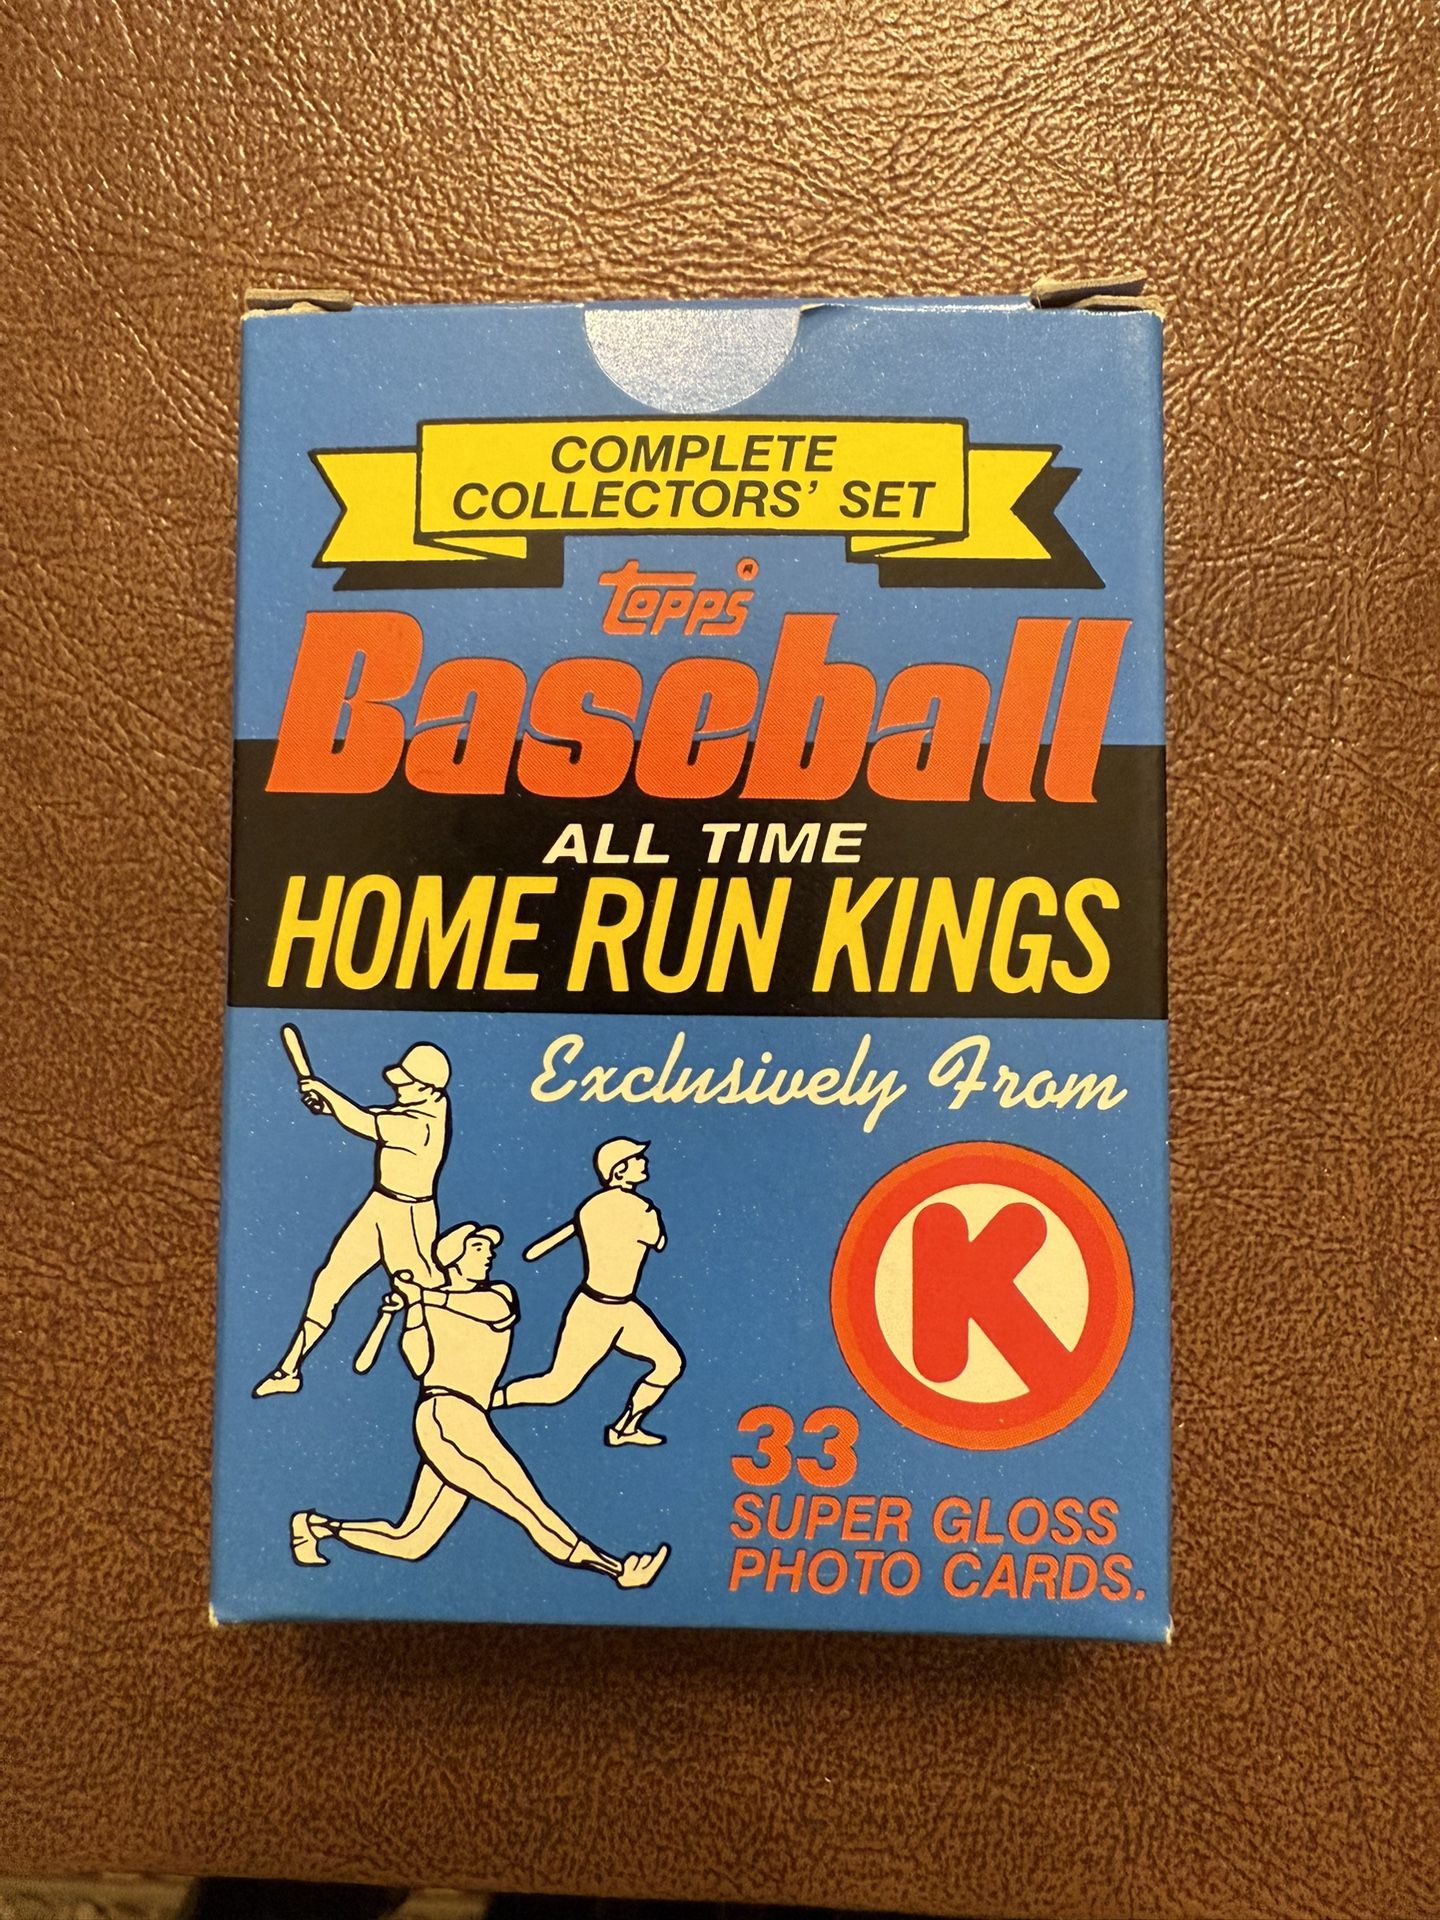 COMPLETE
COLLECTORS' SET
Topps®
Baseball
ALL TIME
HOME RUN KINGS
Exclusively From
K
33
SUPER GLOSS
PHOTO CARDS.